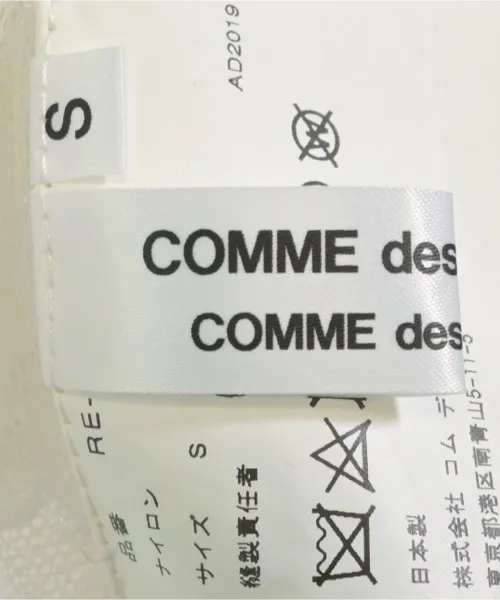 S
COMME des
COMME des
AD2019
RE-
品番
ナイロン
サイズ S
縫製責任者
日本製
株式会社 コム デ
東京都港区南青山5-11-5